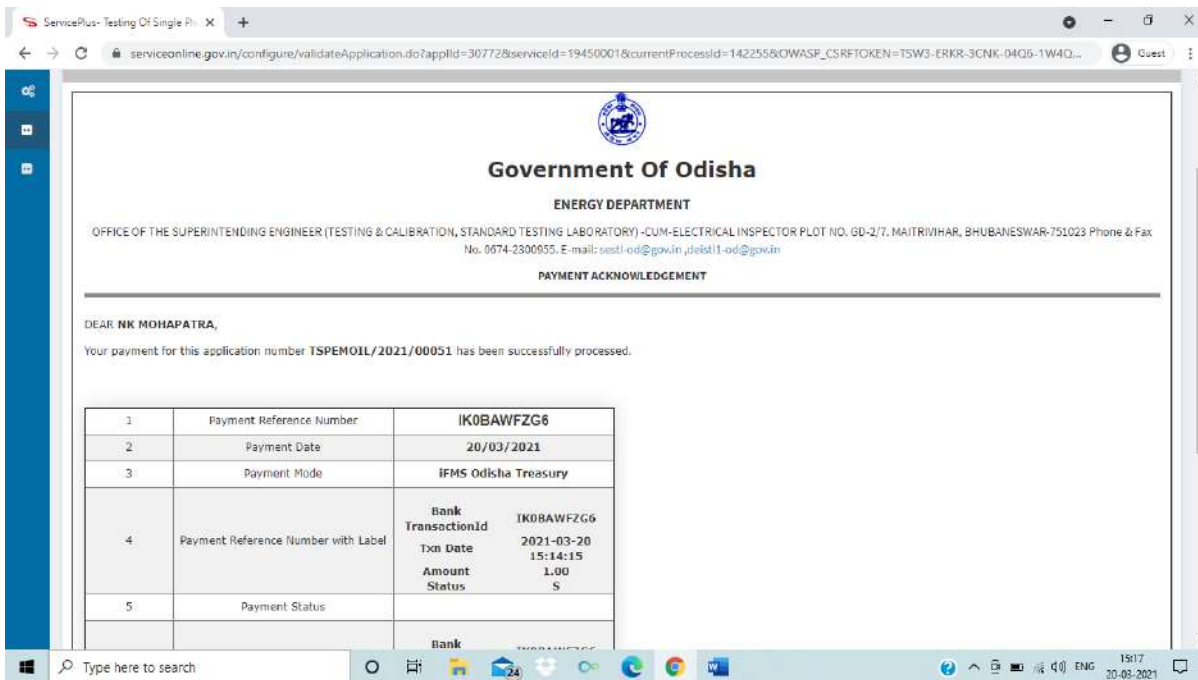 ServicePlus- Testing Of Single Ph
serviceonline.gov.in/configure/validateApplication.do?applId=30772&serviceId=19450001&currentProcessId=142255&OWASP_CSRFTOKEN=TSW3-ERKR-3CNK-04Q6-1W4Q...
Guest
Government Of Odisha
ENERGY DEPARTMENT
OFFICE OF THE SUPERINTENDING ENGINEER (TESTING & CALIBRATION, STANDARD TESTING LABORATORY) -CUM-ELECTRICAL INSPECTOR PLOT NO. GD-2/7. MAITRIVIHAR, BHUBANESWAR-751023 Phone & Fax
No. 0674-2300955. E-mail: sestl-od@gov.in ,deistl1-od@gov.in
PAYMENT ACKNOWLEDGEMENT
DEAR NK MOHAPATRA,
Your payment for this application number TSPEMOIL/2021/00051 has been successfully processed.
1 Payment Reference Number IK0BAWFZG6
2 Payment Date 20/03/2021
3 Payment Mode iFMS Odisha Treasury
4 Payment Reference Number with Label
Bank TransactionId IK0BAWFZG6
Txn Date 2021-03-20 15:14:15
Amount 1.00
Status S
5 Payment Status
Bank
Type here to search
24
ENG
15:17
20-03-2021